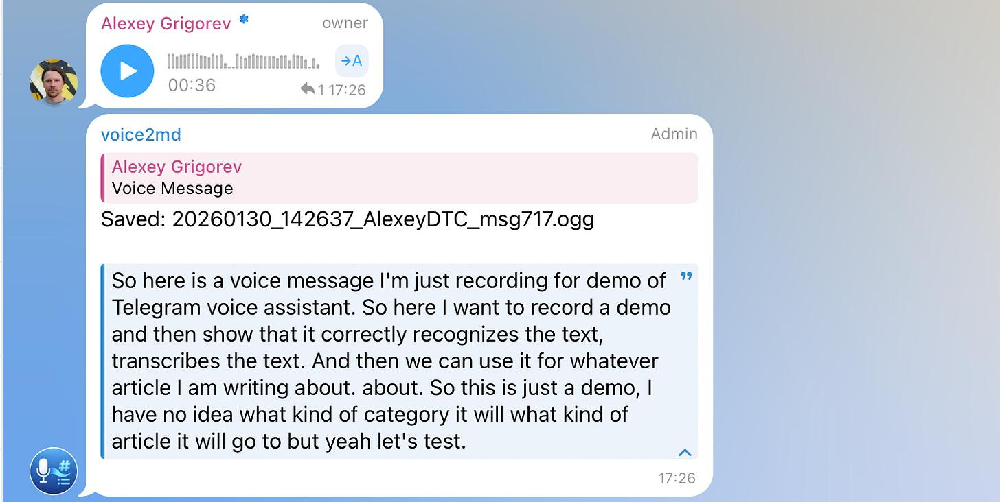 Alexey Grigorev owner
→A
00:36
1 17:26
voice2md Admin
Alexey Grigorev
Voice Message
Saved: 20260130_142637_AlexeyDTC_msg717.ogg
So here is a voice message I'm just recording for demo of
Telegram voice assistant. So here I want to record a demo
and then show that it correctly recognizes the text,
transcribes the text. And then we can use it for whatever
article I am writing about. about. So this is just a demo, I
have no idea what kind of category it will what kind of
article it will go to but yeah let's test.
17:26